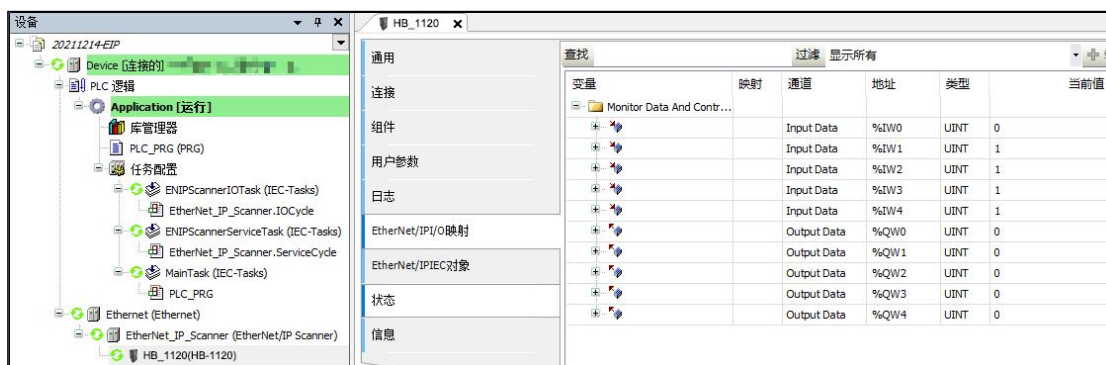 设备
20211214-EIP
Device [连接的]
PLC 逻辑
Application [运行]
库管理器
PLC_PRG (PRG)
任务配置
ENIPScannerIOTask (IEC-Tasks)
EtherNet_IP_Scanner.IOCycle
ENIPScannerServiceTask (IEC-Tasks)
EtherNet_IP_Scanner.ServiceCycle
MainTask (IEC-Tasks)
PLC_PRG
Ethernet (Ethernet)
EtherNet_IP_Scanner (EtherNet/IP Scanner)
HB_1120(HB-1120)
HB_1120
通用
连接
组件
用户参数
日志
EtherNet/IPI/O映射
EtherNet/IPIEC对象
状态
信息
查找 过滤 显示所有
变量 映射 通道 地址 类型 当前值
Monitor Data And Contr...
Input Data %IW0 UINT 0
Input Data %IW1 UINT 1
Input Data %IW2 UINT 1
Input Data %IW3 UINT 1
Input Data %IW4 UINT 1
Output Data %QW0 UINT 0
Output Data %QW1 UINT 0
Output Data %QW2 UINT 0
Output Data %QW3 UINT 0
Output Data %QW4 UINT 0